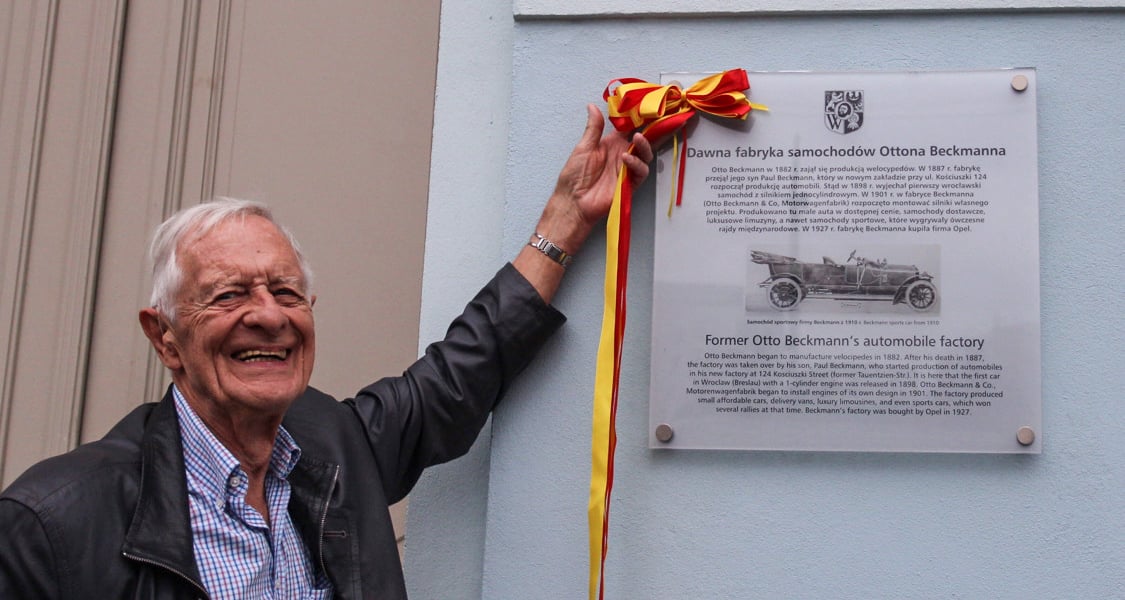 W
Dawna fabryka samochodów Ottona Beckmanna
Otto Beckmann w 1882 r. zajął się produkcją welocypedów. W 1887 r. fabrykę
przejął jego syn Paul Beckmann, który w nowym zakładzie przy ul. Kościuszki 124
rozpoczął produkcję automobili. Stąd w 1898 r. wyjechał pierwszy wrocławski
samochód z silnikiem jednocylindrowym. W 1901 r. w fabryce Beckmanna
(Otto Beckmann & Co, Motorwagenfabrik) rozpoczęto montować silniki własnego
projektu. Produkowano tu małe auta w dostępnej cenie, samochody dostawcze,
luksusowe limuzyny, a nawet samochody sportowe, które wygrywały ówczesne
rajdy międzynarodowe. W 1927 r. fabrykę Beckmanna kupiła firma Opel.
Samochód sportowy firmy Beckmann z 1910 r. Beckmann sports car from 1910
Former Otto Beckmann's automobile factory
Otto Beckmann began to manufacture velocipedes in 1882. After his death in 1887,
the factory was taken over by his son, Paul Beckmann, who started production of automobiles
in his new factory at 124 Kosciuszki Street (former Tauentzien-Str.). It is here that the first car
in Wrocław (Breslau) with a 1-cylinder engine was released in 1898. Otto Beckmann & Co.,
Motorenwagenfabrik began to install engines of its own design in 1901. The factory produced
small affordable cars, delivery vans, luxury limousines, and even sports cars, which won
several rallies at that time. Beckmann's factory was bought by Opel in 1927.